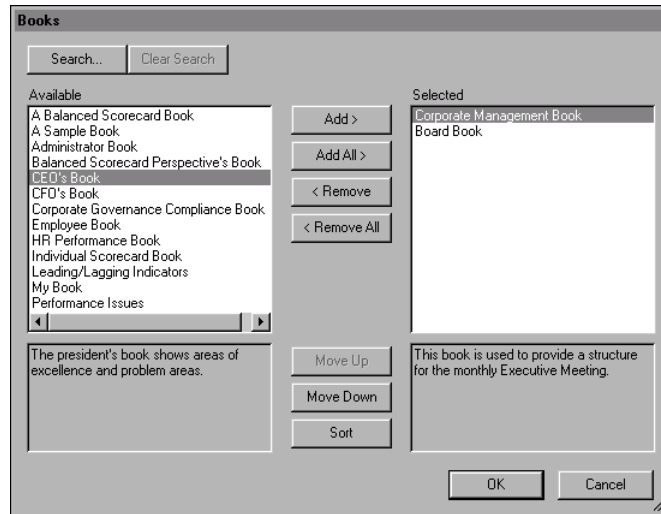 Books
Search...
Clear Search
Available
A Balanced Scorecard Book
A Sample Book
Administrator Book
Balanced Scorecard Perspective's Book
CEO's Book
CFO's Book
Corporate Governance Compliance Book
Employee Book
HR Performance Book
Individual Scorecard Book
Leading/Lagging Indicators
My Book
Performance Issues
The president's book shows areas of
excellence and problem areas.
Add >
Add All >
< Remove
< Remove All
Move Up
Move Down
Sort
Selected
Corporate Management Book
Board Book
This book is used to provide a structure
for the monthly Executive Meeting.
OK
Cancel